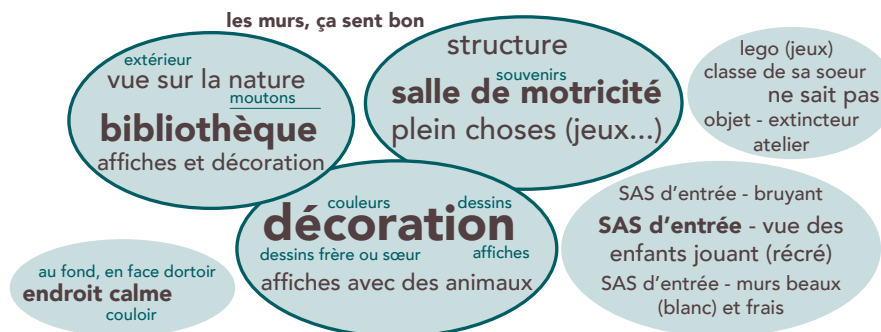 les murs, ça sent bon
extérieur
vue sur la nature
moutons
bibliothèque
affiches et décoration
structure
souvenirs
salle de motricité
plein choses (jeux...)
lego (jeux)
classe de sa soeur
ne sait pas
objet - extincteur
atelier
couleurs dessins
décoration
dessins frère ou sœur affiches
affiches avec des animaux
SAS d'entrée - bruyant
SAS d'entrée - vue des
enfants jouant (récré)
SAS d'entrée - murs beaux
(blanc) et frais
au fond, en face dortoir
endroit calme
couloir